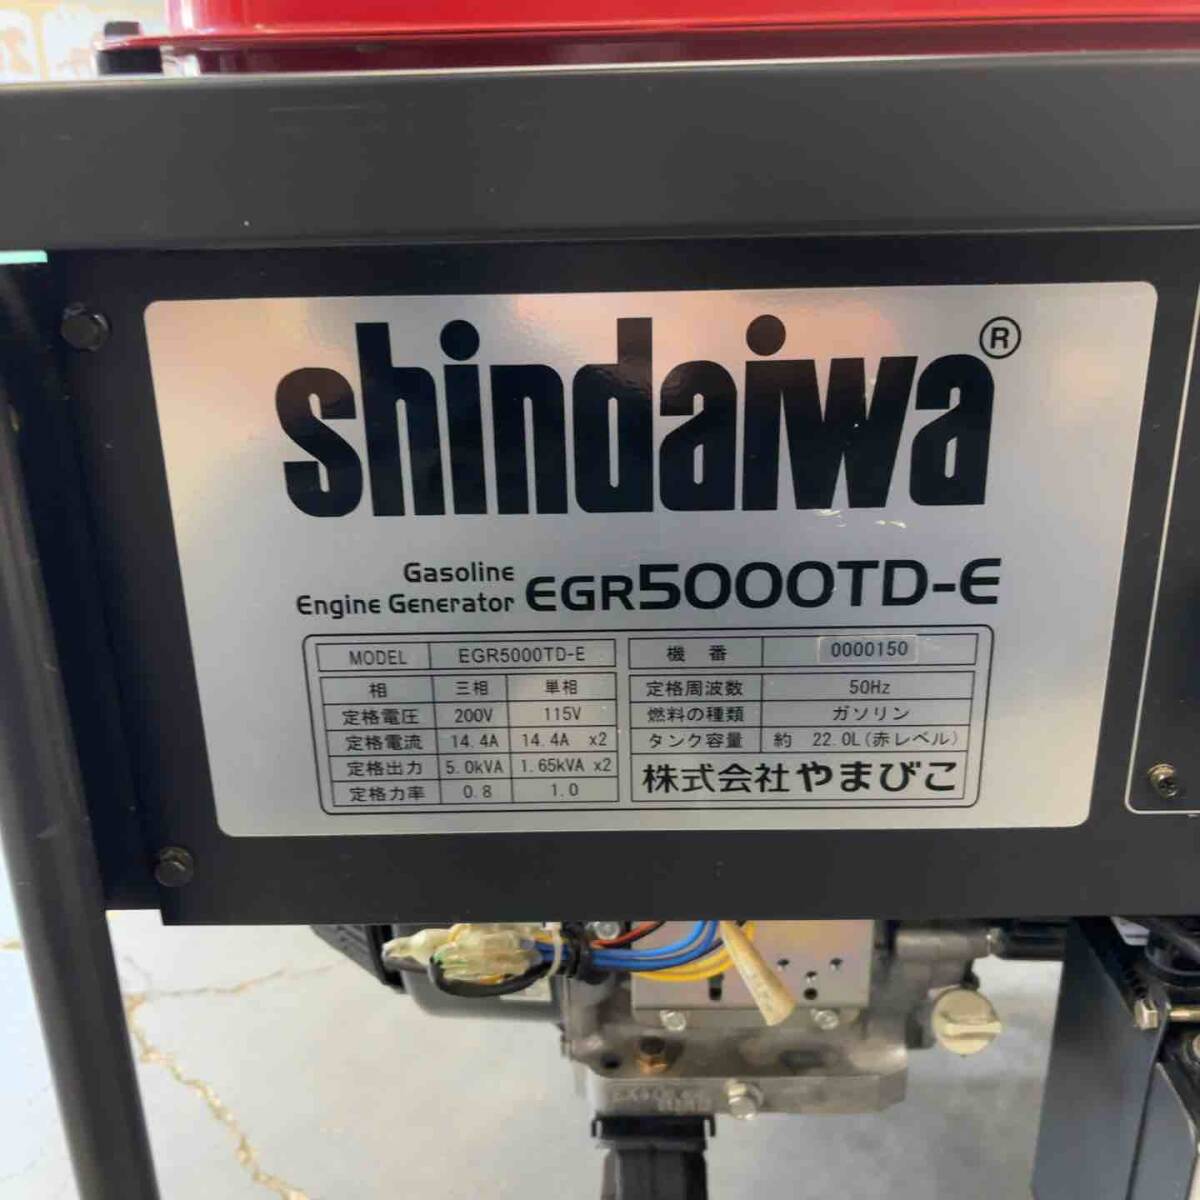 shindaiwa®
Gasoline
Engine Generator EGR5000TD-E
MODEL EGR5000TD-E
相 三相 単相
定格電圧 200V 115V
定格電流 14.4A 14.4A x2
定格出力 5.0kVA 1.65kVA x2
定格力率 0.8 1.0
機 番 0000150
定格周波数 50Hz
燃料の種類 ガソリン
タンク容量 約 22.0L(赤レベル)
株式会社やまびこ